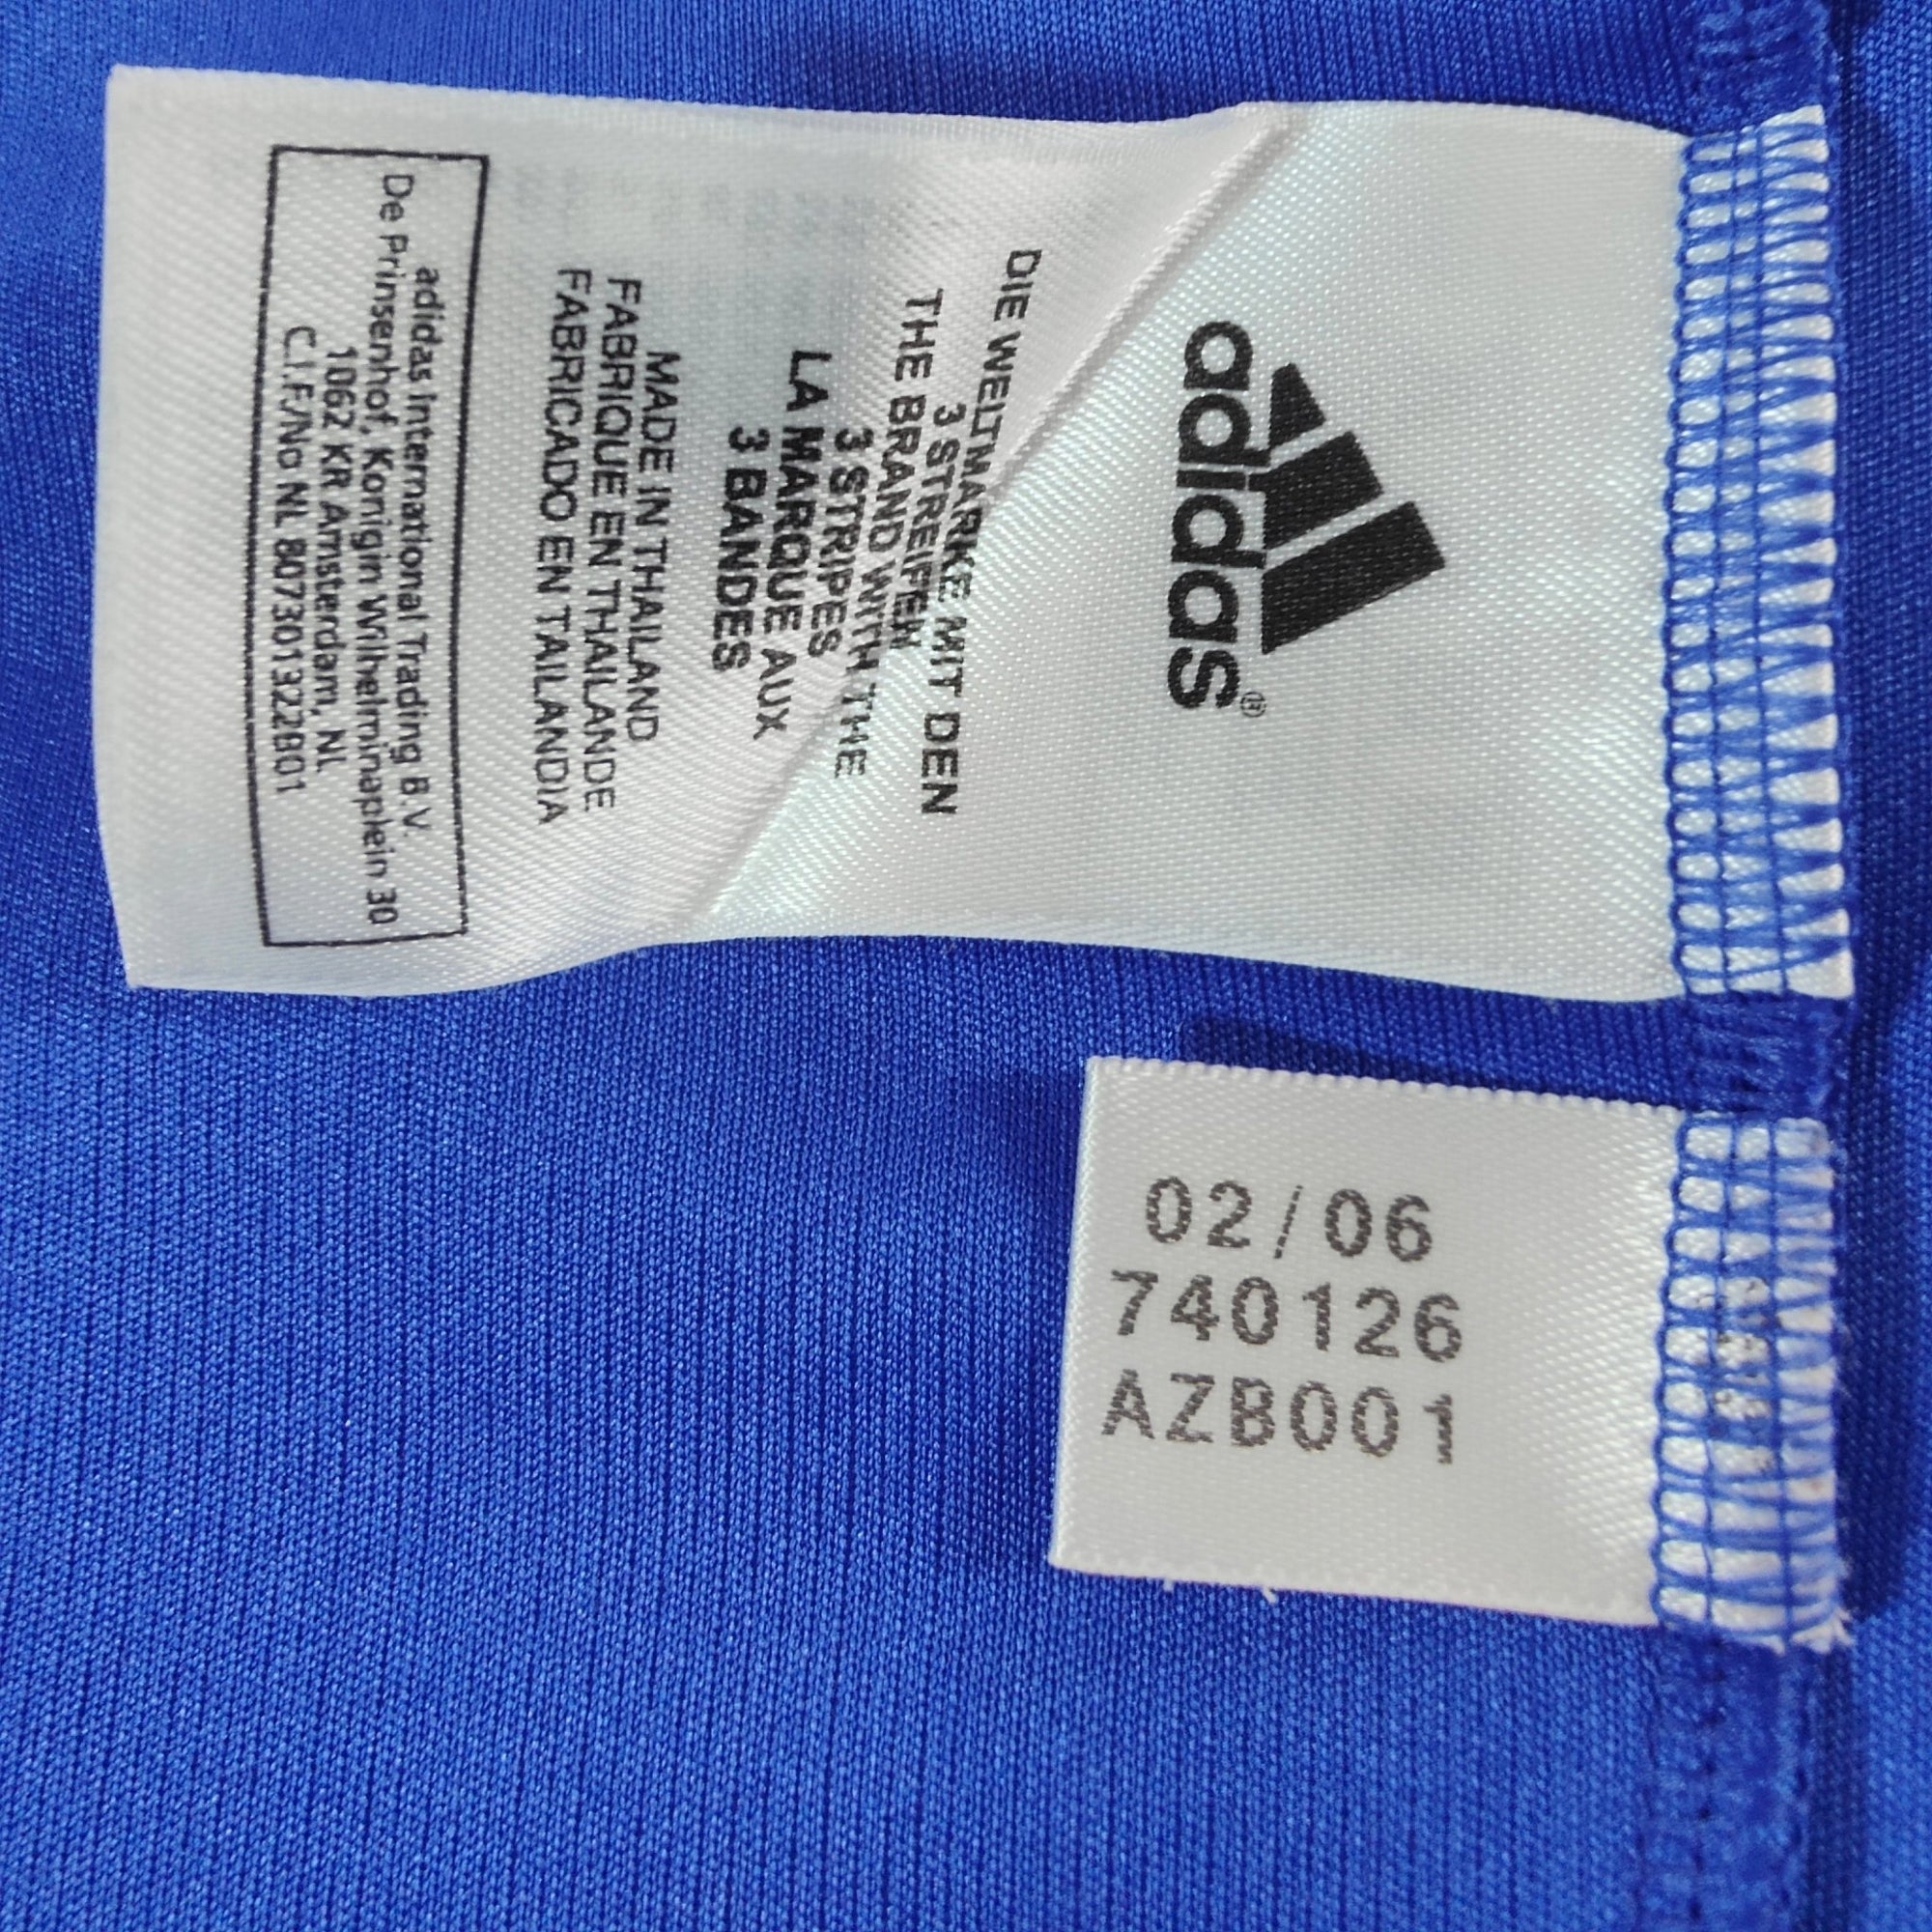 adidas®
DIE WELTMARKE MIT DEN
3 STREIFEN
THE BRAND WITH THE
3 STRIPES
LA MARQUE AUX
3 BANDES
MADE IN THAILAND
FABRIQUE EN THAILANDE
FABRICADO EN TAILANDIA
adidas International Trading B.V.
De Prinsenhof, Konigin Wilhelminaplein 30
1062 KR Amsterdam, NL
C.I.F./No NL 807301322B01
02/06
740126
AZB001